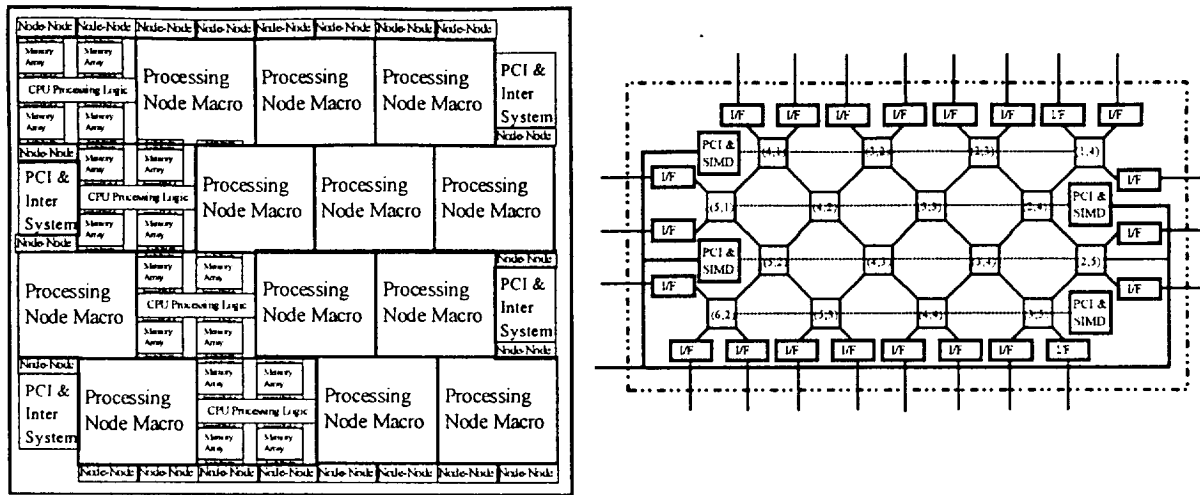 Node-Node Node-Node Node-Node Node-Node Node-Node Node-Node Node-Node Node-Node
Memory Array
Memory Array
CPU Processing Logic
Memory Array
Memory Array
Processing
Node Macro
Processing
Node Macro
Processing
Node Macro
PCI &
Inter
System
Node-Node
Node-Node
PCI &
Inter
System
Node-Node
Memory Array
Memory Array
CPU Processing Logic
Memory Array
Memory Array
Processing
Node Macro
Processing
Node Macro
Processing
Node Macro
Processing
Node Macro
Memory Array
Memory Array
CPU Processing Logic
Memory Array
Memory Array
Processing
Node Macro
Processing
Node Macro
Node-Node
PCI &
Inter
System
Node-Node
Node-Node
PCI &
Inter
System
Processing
Node Macro
Memory Array
Memory Array
CPU Processing Logic
Memory Array
Memory Array
Processing
Node Macro
Processing
Node Macro
Node-Node Node-Node Node-Node Node-Node Node-Node Node-Node Node-Node Node-Node
I/F I/F I/F I/F I/F I/F I/F I/F
PCI &
SIMD
(4,1) (3,2) (2,3) (1,4)
I/F
I/F
(5,1) (4,2) (3,3) (2,4)
PCI &
SIMD
I/F
I/F
PCI &
SIMD
(5,2) (4,3) (3,4) (2,5)
I/F
I/F
(6,2) (5,3) (4,4) (3,5)
PCI &
SIMD
I/F I/F I/F I/F I/F I/F I/F I/F